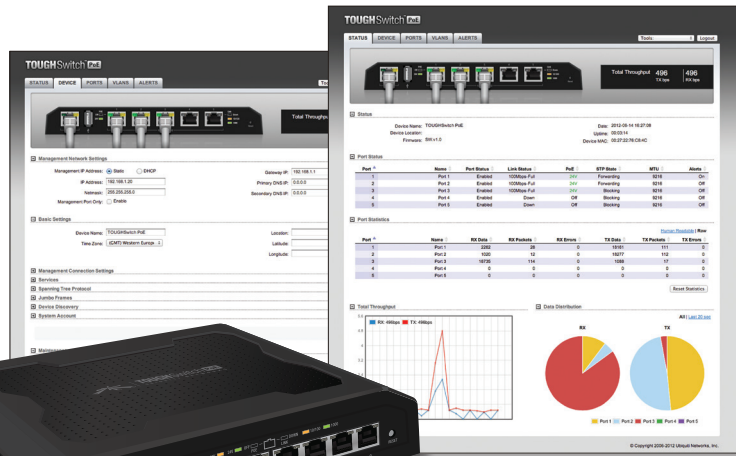 TOUGHSwitch PoE
STATUS DEVICE PORTS VLANS ALERTS
Total Throughpu
Management Network Settings
Management IP Address: Static DHCP
Gateway IP: 192.168.1.1
IP Address: 192.168.1.20
Primary DNS IP: 0.0.0.0
Netmask: 255.255.255.0
Secondary DNS IP: 0.0.0.0
Management Port Only: Enable
Basic Settings
Device Name: TOUGHSwitch PoE
Location:
Time Zone: (GMT) Western Europe
Latitude:
Longitude:
Management Connection Settings
Services
Spanning Tree Protocol
Jumbo Frames
Device Discovery
System Account
TOUGHSwitch PoE
STATUS DEVICE PORTS VLANS ALERTS
Tools: Logout
Total Throughput 496 TX bps 496 RX bps
Status
Device Name: TOUGHSwitch PoE
Date: 2012-05-14 16:27:08
Device Location:
Uptime: 00:03:14
Firmware: SW.v1.0
Device MAC: 00:27:22:76:C8:4C
Port Status
Port Name Port Status Link Status PoE STP State MTU Alerts
1 Port 1 Enabled 100Mbps-Full 24V Forwarding 9216 On
2 Port 2 Enabled 100Mbps-Full 24V Forwarding 9216 Off
3 Port 3 Enabled 100Mbps-Full 24V Blocking 9216 Off
4 Port 4 Enabled Down Off Blocking 9216 Off
5 Port 5 Enabled Down Off Blocking 9216 Off
Port Statistics
Human Readable | Raw
Port Name RX Data RX Packets RX Errors TX Data TX Packets TX Errors
1 Port 1 2282 26 0 18161 111 0
2 Port 2 1020 12 0 18277 112 0
3 Port 3 18735 114 0 1088 17 0
4 Port 4 0 0 0 0 0 0
5 Port 5 0 0 0 0 0 0
Reset Statistics
Total Throughput
RX: 496bps TX: 496bps
Data Distribution
All | Last 20 sec
RX TX
Port 1 Port 2 Port 3 Port 4 Port 5
© Copyright 2006-2012 Ubiquiti Networks, Inc.
TOUGHSwitch
RESET